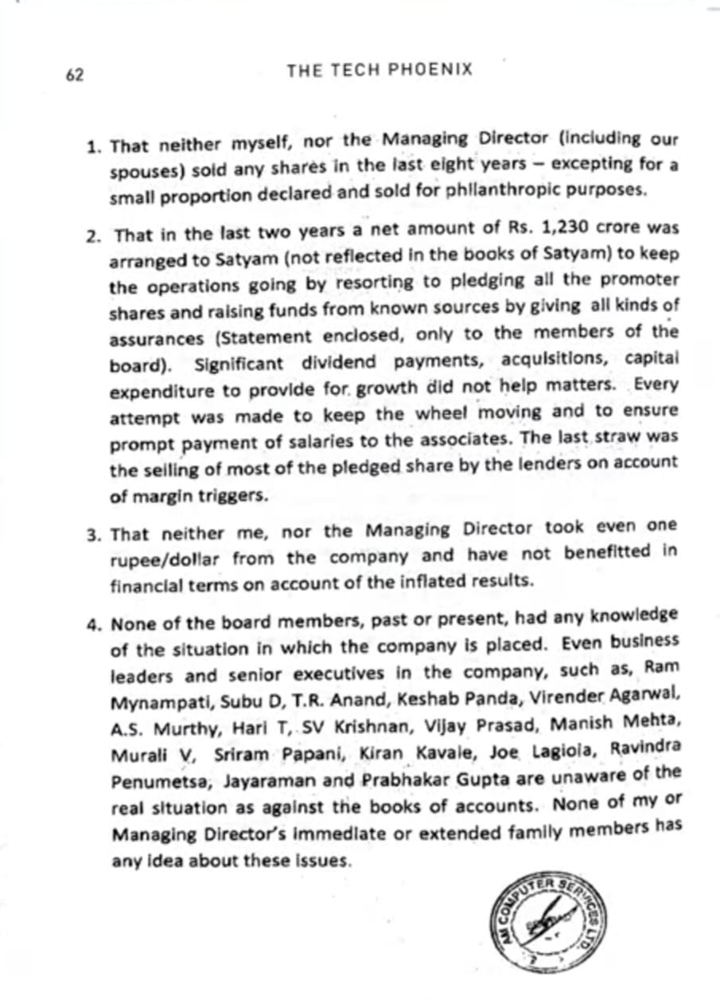 62
THE TECH PHOENIX
1. That neither myself, nor the Managing Director (including our
spouses) sold any shares in the last eight years – excepting for a
small proportion declared and sold for philanthropic purposes.
2. That in the last two years a net amount of Rs. 1,230 crore was
arranged to Satyam (not reflected in the books of Satyam) to keep
the operations going by resorting to pledging all the promoter
shares and raising funds from known sources by giving all kinds of
assurances (Statement enclosed, only to the members of the
board). Significant dividend payments, acquisitions, capital
expenditure to provide for growth did not help matters. Every
attempt was made to keep the wheel moving and to ensure
prompt payment of salaries to the associates. The last straw was
the selling of most of the pledged share by the lenders on account
of margin triggers.
3. That neither me, nor the Managing Director took even one
rupee/dollar from the company and have not benefitted in
financial terms on account of the inflated results.
4. None of the board members, past or present, had any knowledge
of the situation in which the company is placed. Even business
leaders and senior executives in the company, such as, Ram
Mynampati, Subu D, T.R. Anand, Keshab Panda, Virender Agarwal,
A.S. Murthy, Hari T, SV Krishnan, Vijay Prasad, Manish Mehta,
Murali V, Sriram Papani, Kiran Kavale, Joe Lagiola, Ravindra
Penumetsa, Jayaraman and Prabhakar Gupta are unaware of the
real situation as against the books of accounts. None of my or
Managing Director's immediate or extended family members has
any idea about these issues.
AM COMPUTER SERVICES LTD.